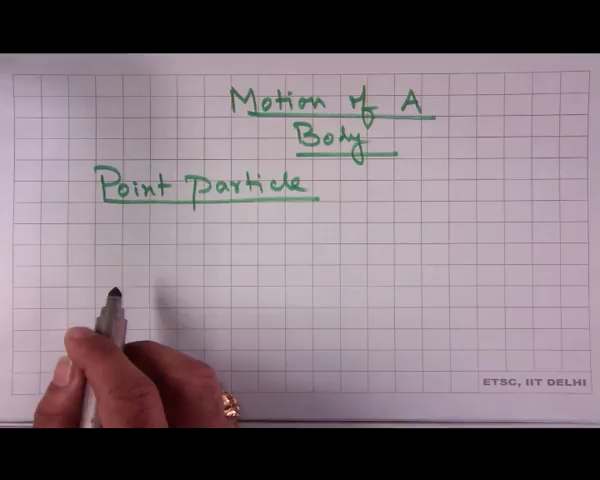 Motion of A
Body
Point particle
ETSC, IIT DELHI